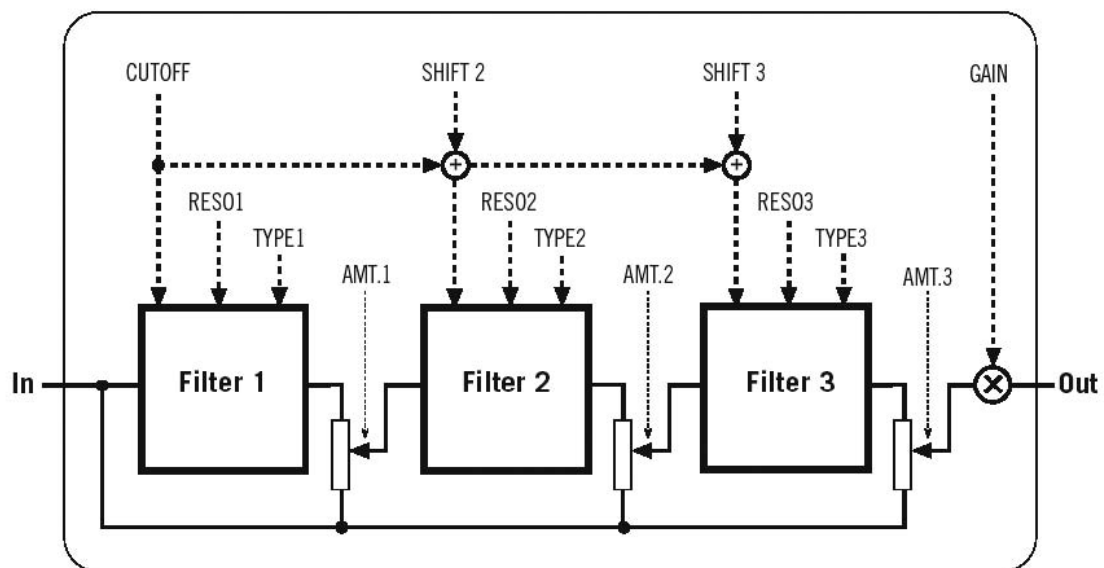 CUTOFF SHIFT 2 SHIFT 3 GAIN
+ +
RESO1 RESO2 RESO3
TYPE1 TYPE2 TYPE3
AMT.1 AMT.2 AMT.3
In Filter 1 Filter 2 Filter 3 × Out